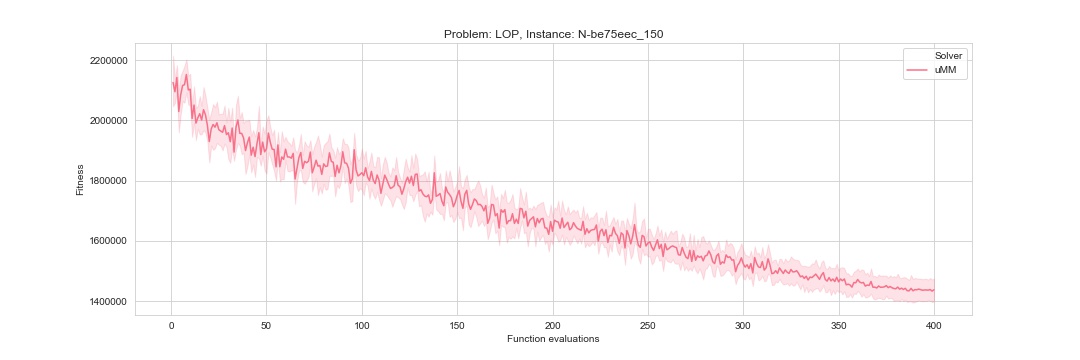 Problem: LOP, Instance: N-be75eec_150
Solver
uMM
2200000
2000000
1800000
1600000
1400000
Fitness
0 50 100 150 200 250 300 350 400
Function evaluations